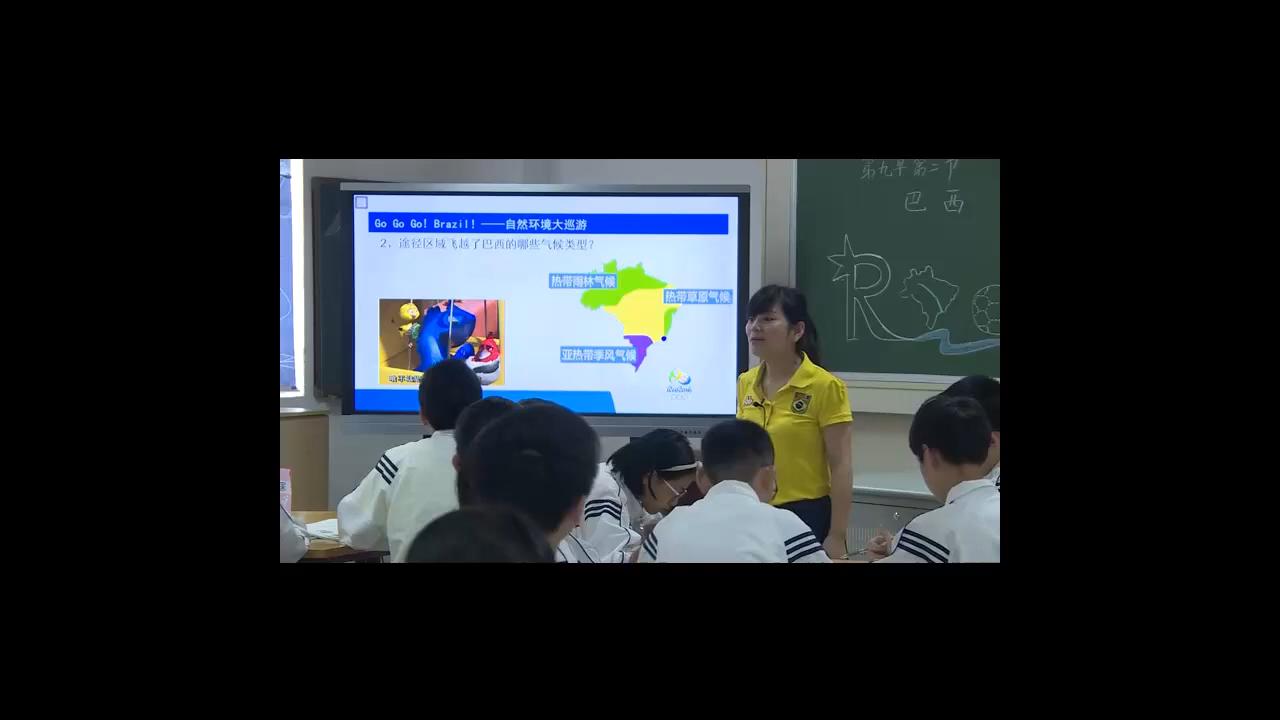 Go Go Go! Brazil! ——自然环境大巡游
2、途径区域飞越了巴西的哪些气候类型?
热带雨林气候
热带草原气候
亚热带季风气候
第九章第二节
巴西
R